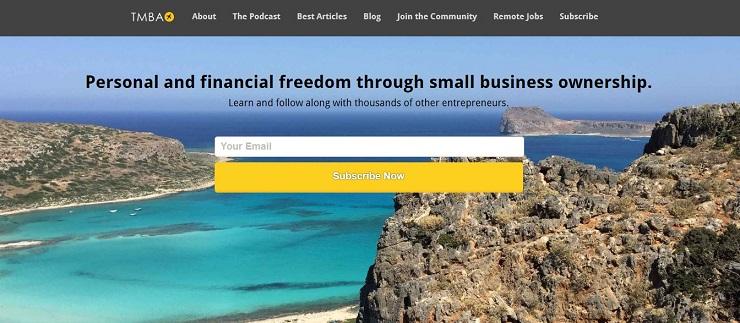 TMBA About The Podcast Best Articles Blog Join the Community Remote Jobs Subscribe
Personal and financial freedom through small business ownership.
Learn and follow along with thousands of other entrepreneurs.
Your Email
Subscribe Now